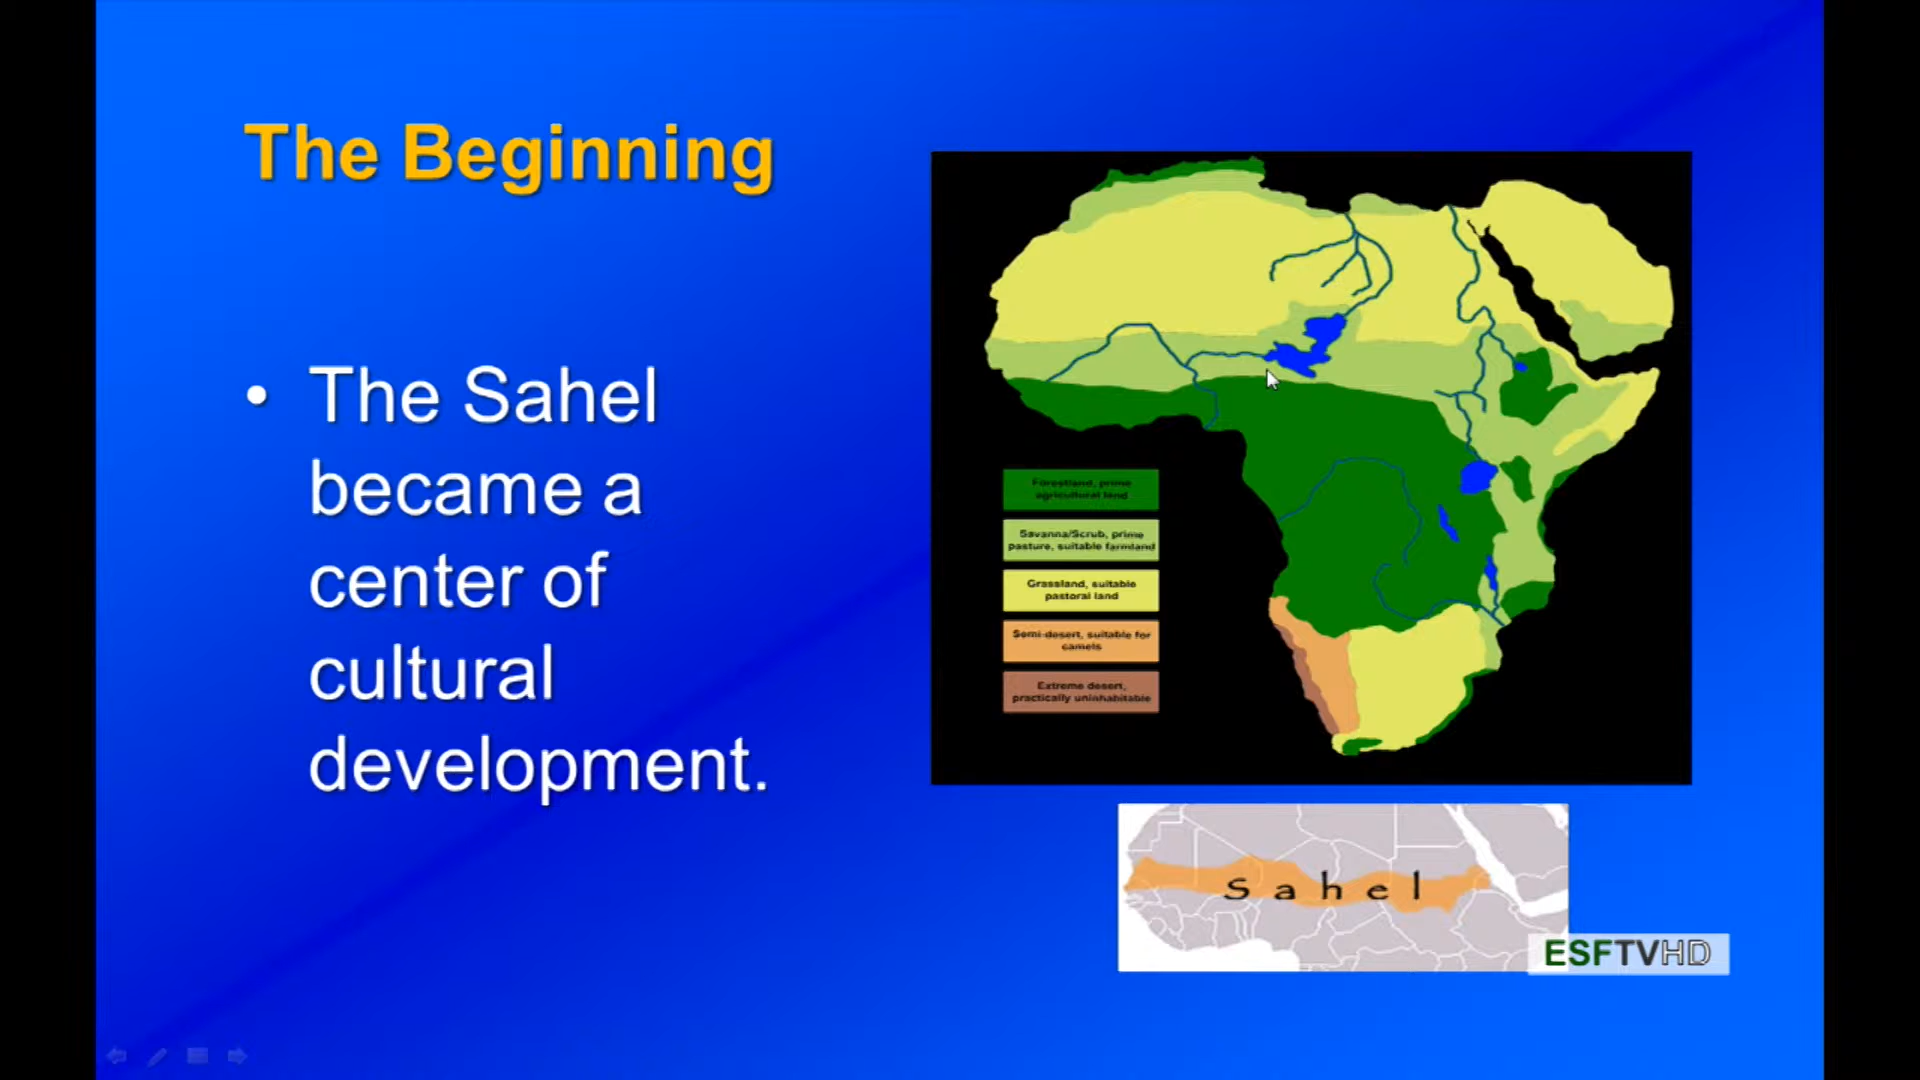 The Beginning
• The Sahel
became a
center of
cultural
development.
Forestland, prime
agricultural land
Savanna/Scrub, prime
pasture, suitable farmland
Grassland, suitable
pastoral land
Semi-desert, suitable for
camels
Extreme desert,
practically uninhabitable
Sahel
ESFTVHD